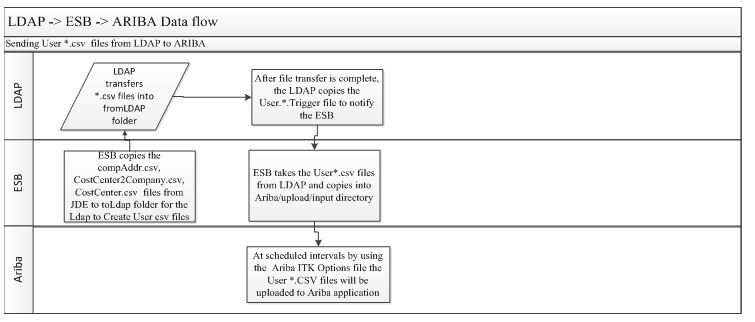 LDAP -> ESB -> ARIBA Data flow
Sending User *.csv files from LDAP to ARIBA
LDAP
LDAP
transfers
*.csv files into
fromLDAP
folder
After file transfer is complete,
the LDAP copies the
User.*.Trigger file to notify
the ESB
ESB
ESB copies the
compAddr.csv,
CostCenter2Company.csv,
CostCenter.csv files from
JDE to toLdap folder for the
Ldap to Create User csv files
ESB takes the User*.csv files
from LDAP and copies into
Ariba/upload/input directory
Ariba
At scheduled intervals by using
the Ariba ITK Options file the
User *.CSV files will be
uploaded to Ariba application